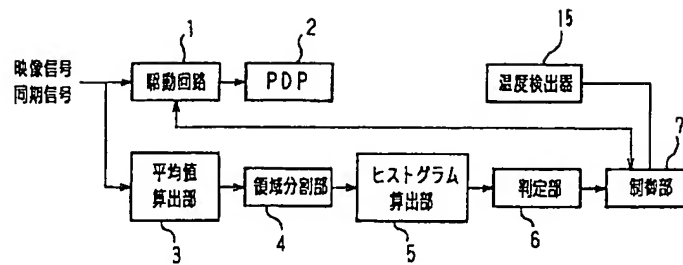 1
2
15
映像信号
同期信号
駆動回路
PDP
温度検出器
7
平均値
算出部
領域分割部
ヒストグラム
算出部
判定部
制御部
3
4
5
6